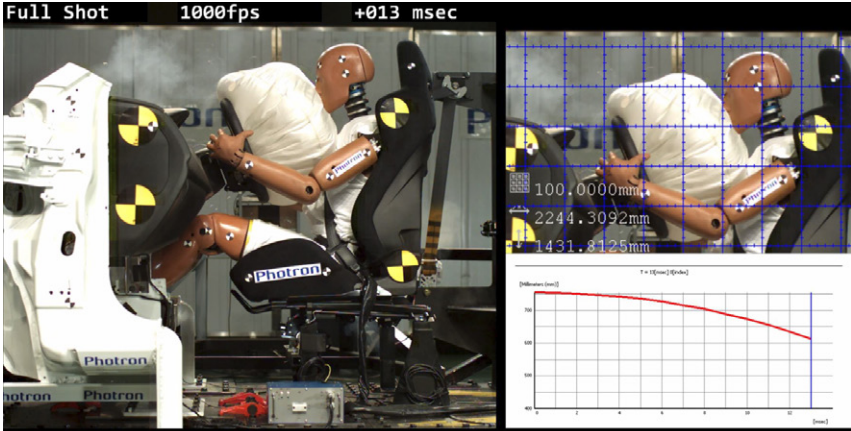 Full Shot 1000fps +013 msec
Photron
Photron
Photron
Photron
100.0000mm
2244.3092mm
1431.8125mm
Photron
[Millimeters (mm)]
700
600
500
400
0 2 4 6 8 10 12
[msec]